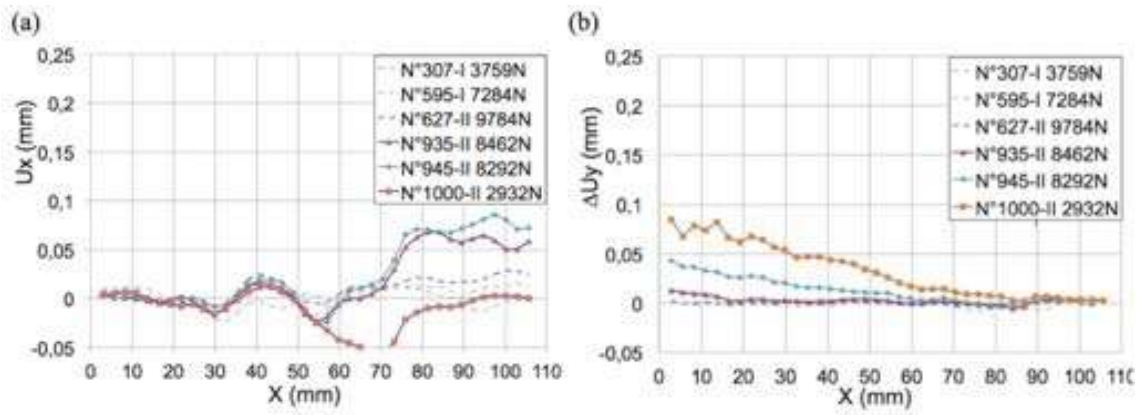 (a)
0,25
0,2
0,15
0,1
0,05
0
-0,05
Ux (mm)
0 10 20 30 40 50 60 70 80 90 100 110
X (mm)
N°307-I 3759N
N°595-I 7284N
N°627-II 9784N
N°935-II 8462N
N°945-II 8292N
N°1000-II 2932N
(b)
0,25
0,2
0,15
0,1
0,05
0
-0,05
ΔUy (mm)
0 10 20 30 40 50 60 70 80 90 100 110
X (mm)
N°307-I 3759N
N°595-I 7284N
N°627-II 9784N
N°935-II 8462N
N°945-II 8292N
N°1000-II 2932N